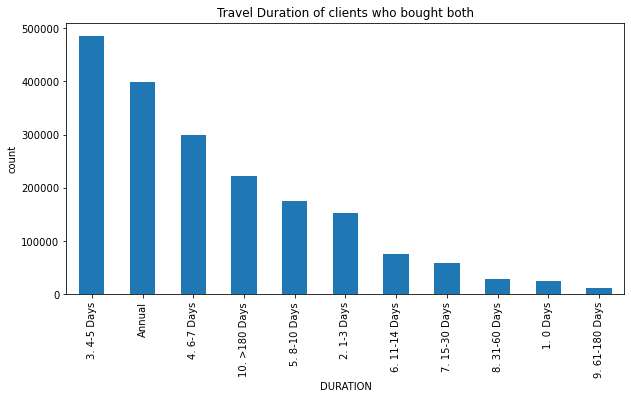 Travel Duration of clients who bought both
count
500000
400000
300000
200000
100000
0
3. 4-5 Days
Annual
4. 6-7 Days
10. >180 Days
5. 8-10 Days
2. 1-3 Days
6. 11-14 Days
7. 15-30 Days
8. 31-60 Days
1. 0 Days
9. 61-180 Days
DURATION